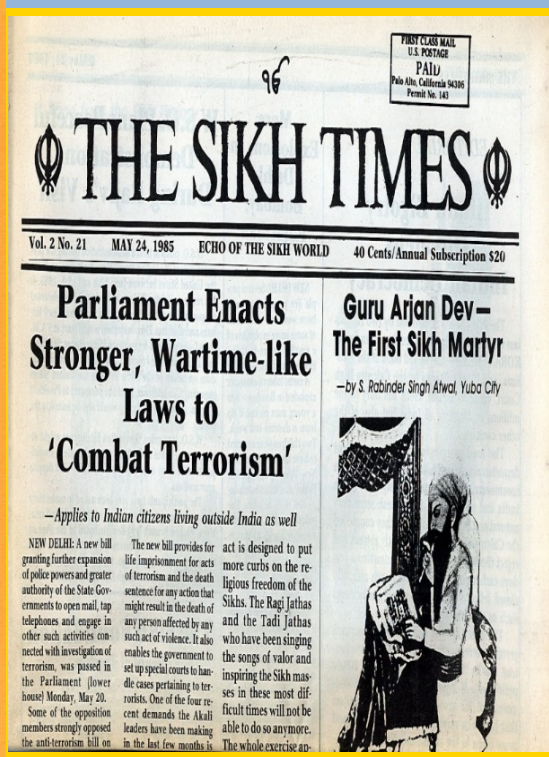 FIRST CLASS MAIL
U.S. POSTAGE
PAID
Palo Alto, California 94306
Permit No. 143
ੴ
THE SIKH TIMES
Vol. 2 No. 21 MAY 24, 1985 ECHO OF THE SIKH WORLD 40 Cents/Annual Subscription $20
Parliament Enacts
Stronger, Wartime-like
Laws to
‘Combat Terrorism’
—Applies to Indian citizens living outside India as well
NEW DELHI: A new bill
granting further expansion
of police powers and greater
authority of the State Gov-
ernments to open mail, tap
telephones and engage in
other such activities con-
nected with investigation of
terrorism, was passed in
the Parliament (lower
house) Monday, May 20.
Some of the opposition
members strongly opposed
the anti-terrorism bill on
The new bill provides for
life imprisonment for acts
of terrorism and the death
sentence for any action that
might result in the death of
any person affected by any
such act of violence. It also
enables the government to
set up special courts to han-
dle cases pertaining to ter-
rorists. One of the four re-
cent demands the Akali
leaders have been making
in the last few months is
act is designed to put
more curbs on the re-
ligious freedom of the
Sikhs. The Ragi Jathas
and the Tadi Jathas
who have been singing
the songs of valor and
inspiring the Sikh mas-
ses in these most dif-
ficult times will not be
able to do so anymore.
The whole exercise ap-
Guru Arjan Dev—
The First Sikh Martyr
—by S. Rabinder Singh Atwal, Yuba City